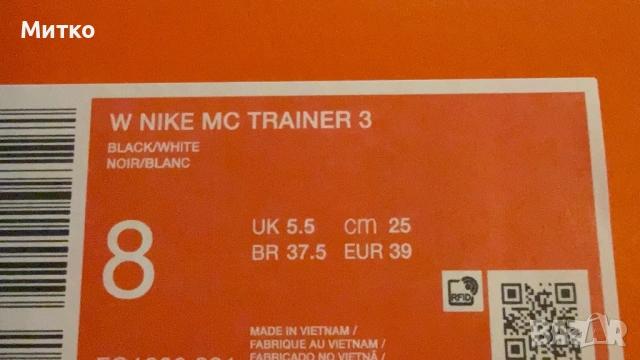 Митко
W NIKE MC TRAINER 3
BLACK/WHITE
NOIR/BLANC
8
UK 5.5 cm 25
BR 37.5 EUR 39
RFID
MADE IN VIETNAM /
FABRIQUE AU VIETNAM /
FABRICADO NO VIETNÃ /